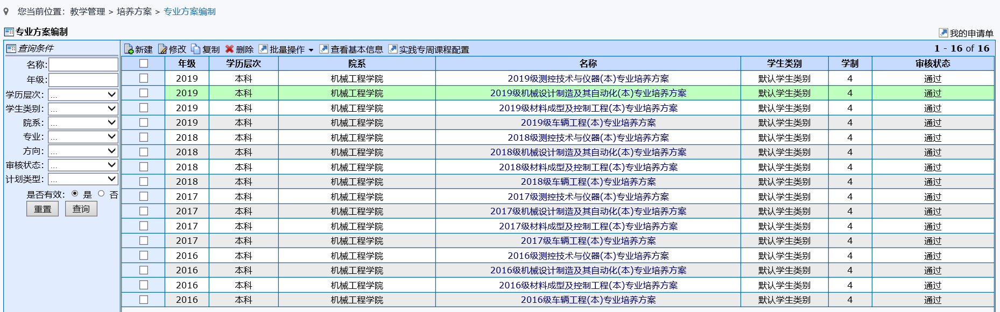 您当前位置：教学管理 > 培养方案 > 专业方案编制
专业方案编制
我的申请单
查询条件
名称:
年级:
学历层次: ...
学生类别: ...
院系: ...
专业: ...
方向: ...
审核状态: ...
计划类型: ...
是否有效: 是 否
重置 查询
新建 修改 复制 删除 批量操作 查看基本信息 实践专周课程配置 1 - 16 of 16
年级 学历层次 院系 名称 学生类别 学制 审核状态
2019 本科 机械工程学院 2019级测控技术与仪器(本)专业培养方案 默认学生类别 4 通过
2019 本科 机械工程学院 2019级机械设计制造及其自动化(本)专业培养方案 默认学生类别 4 通过
2019 本科 机械工程学院 2019级材料成型及控制工程(本)专业培养方案 默认学生类别 4 通过
2019 本科 机械工程学院 2019级车辆工程(本)专业培养方案 默认学生类别 4 通过
2018 本科 机械工程学院 2018级测控技术与仪器(本)专业培养方案 默认学生类别 4 通过
2018 本科 机械工程学院 2018级机械设计制造及其自动化(本)专业培养方案 默认学生类别 4 通过
2018 本科 机械工程学院 2018级材料成型及控制工程(本)专业培养方案 默认学生类别 4 通过
2018 本科 机械工程学院 2018级车辆工程(本)专业培养方案 默认学生类别 4 通过
2017 本科 机械工程学院 2017级测控技术与仪器(本)专业培养方案 默认学生类别 4 通过
2017 本科 机械工程学院 2017级机械设计制造及其自动化(本)专业培养方案 默认学生类别 4 通过
2017 本科 机械工程学院 2017级材料成型及控制工程(本)专业培养方案 默认学生类别 4 通过
2017 本科 机械工程学院 2017级车辆工程(本)专业培养方案 默认学生类别 4 通过
2016 本科 机械工程学院 2016级测控技术与仪器(本)专业培养方案 默认学生类别 4 通过
2016 本科 机械工程学院 2016级机械设计制造及其自动化(本)专业培养方案 默认学生类别 4 通过
2016 本科 机械工程学院 2016级材料成型及控制工程(本)专业培养方案 默认学生类别 4 通过
2016 本科 机械工程学院 2016级车辆工程(本)专业培养方案 默认学生类别 4 通过